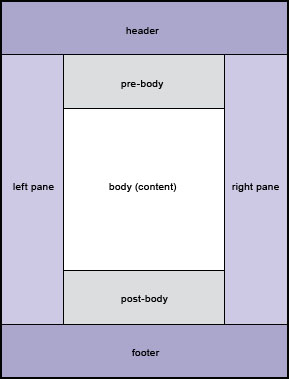 header
pre-body
left pane
body (content)
right pane
post-body
footer